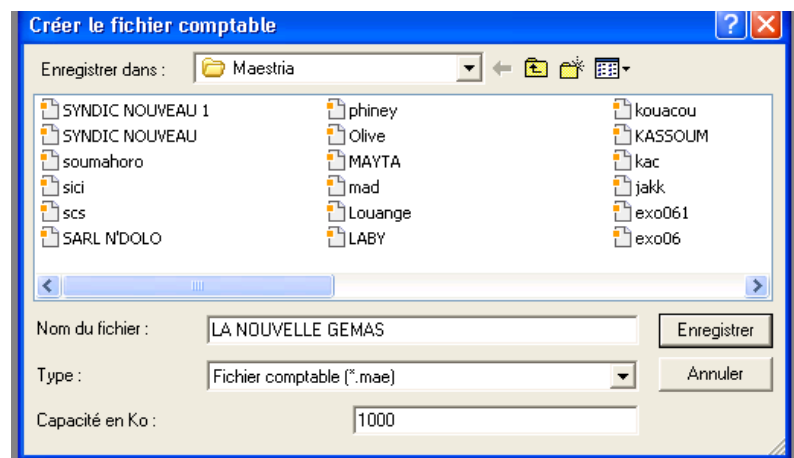 Créer le fichier comptable
Enregistrer dans : Maestria
SYNDIC NOUVEAU 1 phiney kouacou
SYNDIC NOUVEAU Olive KASSOUM
soumahoro MAYTA kac
sici mad jakk
scs Louange exo061
SARL N'DOLO LABY exo06
Nom du fichier : LA NOUVELLE GEMAS Enregistrer
Type : Fichier comptable (*.mae) Annuler
Capacité en Ko : 1000